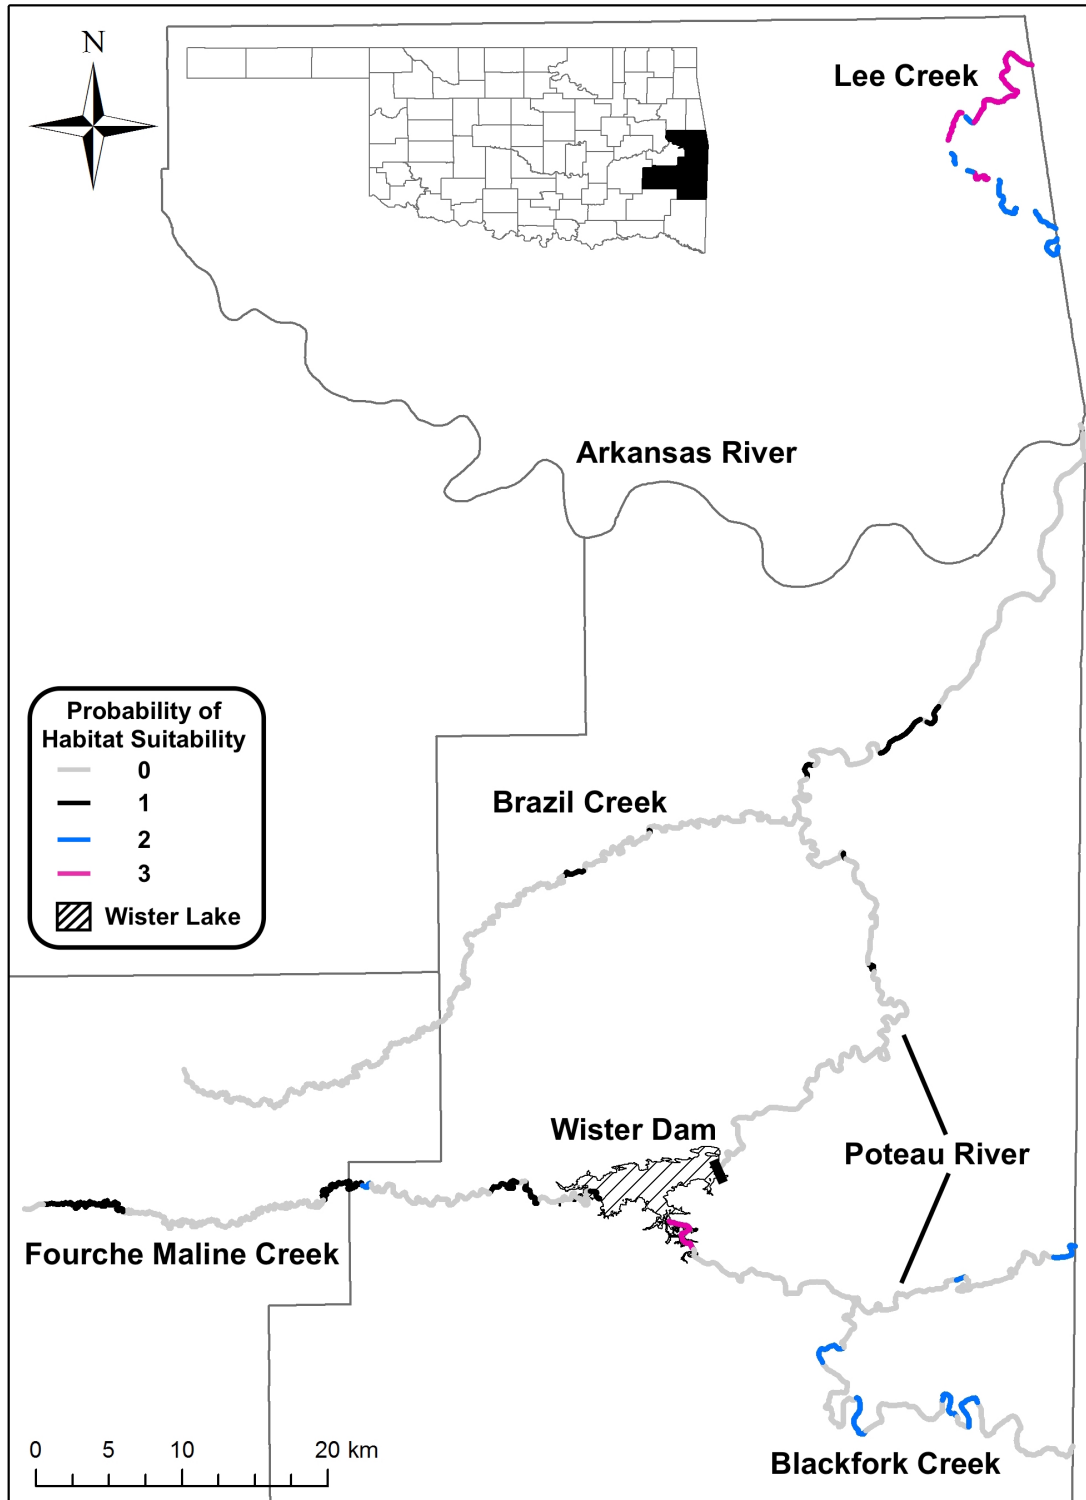 N
Lee Creek
Arkansas River
Probability of
Habitat Suitability
0
1
2
3
Wister Lake
Brazil Creek
Wister Dam
Poteau River
Fourche Maline Creek
Blackfork Creek
0 5 10 20 km